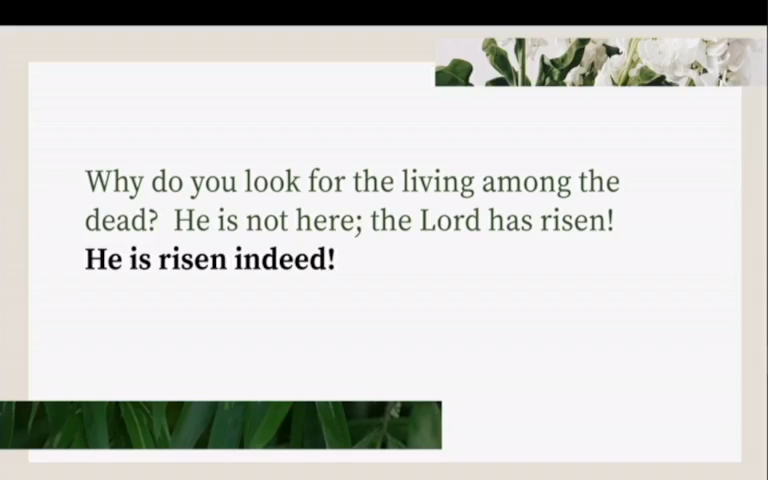 Why do you look for the living among the
dead?  He is not here; the Lord has risen!
He is risen indeed!